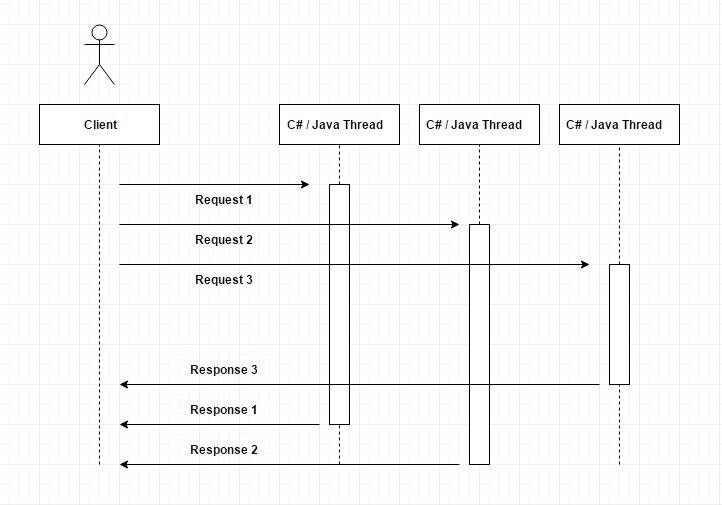 Client
C# / Java Thread
C# / Java Thread
C# / Java Thread
Request 1
Request 2
Request 3
Response 3
Response 1
Response 2